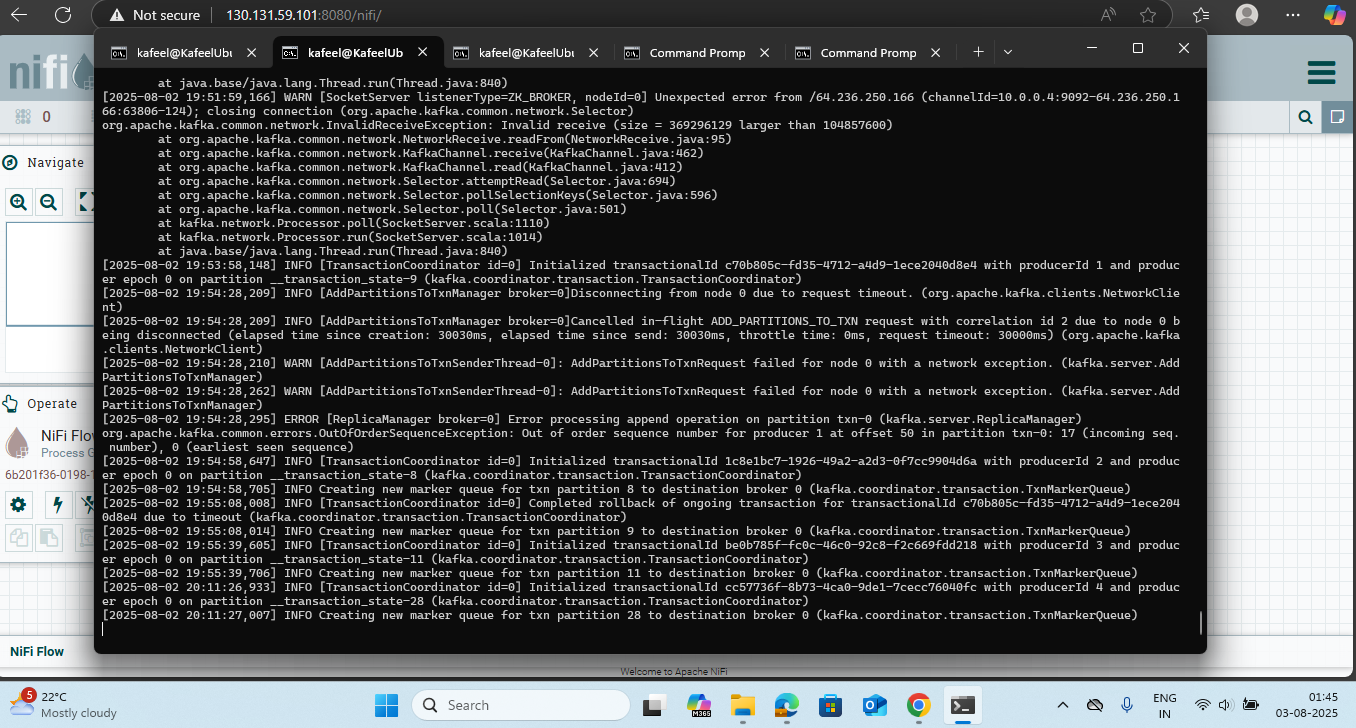 Not secure
130.131.59.101:8080/nifi/
kafeel@KafeelUbu
kafeel@KafeelUb
kafeel@KafeelUbu
Command Promp
Command Promp
nifi
0
Navigate
Operate
NiFi Flow
Process G
6b201f36-0198-1
at java.base/java.lang.Thread.run(Thread.java:840)
[2025-08-02 19:51:59,166] WARN [SocketServer listenerType=ZK_BROKER, nodeId=0] Unexpected error from /64.236.250.166 (channelId=10.0.0.4:9092-64.236.250.1
66:63806-124); closing connection (org.apache.kafka.common.network.Selector)
org.apache.kafka.common.network.InvalidReceiveException: Invalid receive (size = 369296129 larger than 104857600)
at org.apache.kafka.common.network.NetworkReceive.readFrom(NetworkReceive.java:95)
at org.apache.kafka.common.network.KafkaChannel.receive(KafkaChannel.java:462)
at org.apache.kafka.common.network.KafkaChannel.read(KafkaChannel.java:412)
at org.apache.kafka.common.network.Selector.attemptRead(Selector.java:694)
at org.apache.kafka.common.network.Selector.pollSelectionKeys(Selector.java:596)
at org.apache.kafka.common.network.Selector.poll(Selector.java:501)
at kafka.network.Processor.poll(SocketServer.scala:1110)
at kafka.network.Processor.run(SocketServer.scala:1014)
at java.base/java.lang.Thread.run(Thread.java:840)
[2025-08-02 19:53:58,148] INFO [TransactionCoordinator id=0] Initialized transactionalId c70b805c-fd35-4712-a4d9-1ece2040d8e4 with producerId 1 and produc
er epoch 0 on partition __transaction_state-9 (kafka.coordinator.transaction.TransactionCoordinator)
[2025-08-02 19:54:28,209] INFO [AddPartitionsToTxnManager broker=0]Disconnecting from node 0 due to request timeout. (org.apache.kafka.clients.NetworkClie
nt)
[2025-08-02 19:54:28,209] INFO [AddPartitionsToTxnManager broker=0]Cancelled in-flight ADD_PARTITIONS_TO_TXN request with correlation id 2 due to node 0 b
eing disconnected (elapsed time since creation: 30030ms, elapsed time since send: 30030ms, throttle time: 0ms, request timeout: 30000ms) (org.apache.kafka
.clients.NetworkClient)
[2025-08-02 19:54:28,210] WARN [AddPartitionsToTxnSenderThread-0]: AddPartitionsToTxnRequest failed for node 0 with a network exception. (kafka.server.Add
PartitionsToTxnManager)
[2025-08-02 19:54:28,262] WARN [AddPartitionsToTxnSenderThread-0]: AddPartitionsToTxnRequest failed for node 0 with a network exception. (kafka.server.Add
PartitionsToTxnManager)
[2025-08-02 19:54:28,295] ERROR [ReplicaManager broker=0] Error processing append operation on partition txn-0 (kafka.server.ReplicaManager)
org.apache.kafka.common.errors.OutOfOrderSequenceException: Out of order sequence number for producer 1 at offset 50 in partition txn-0: 17 (incoming seq.
number), 0 (earliest seen sequence)
[2025-08-02 19:54:58,647] INFO [TransactionCoordinator id=0] Initialized transactionalId 1c8e1bc7-1926-49a2-a2d3-0f7cc9904d6a with producerId 2 and produc
er epoch 0 on partition __transaction_state-8 (kafka.coordinator.transaction.TransactionCoordinator)
[2025-08-02 19:54:58,705] INFO Creating new marker queue for txn partition 8 to destination broker 0 (kafka.coordinator.transaction.TxnMarkerQueue)
[2025-08-02 19:55:08,008] INFO [TransactionCoordinator id=0] Completed rollback of ongoing transaction for transactionalId c70b805c-fd35-4712-a4d9-1ece204
0d8e4 due to timeout (kafka.coordinator.transaction.TransactionCoordinator)
[2025-08-02 19:55:08,014] INFO Creating new marker queue for txn partition 9 to destination broker 0 (kafka.coordinator.transaction.TxnMarkerQueue)
[2025-08-02 19:55:39,605] INFO [TransactionCoordinator id=0] Initialized transactionalId be0b785f-fc0c-46c0-92c8-f2c669fdd218 with producerId 3 and produc
er epoch 0 on partition __transaction_state-11 (kafka.coordinator.transaction.TransactionCoordinator)
[2025-08-02 19:55:39,706] INFO Creating new marker queue for txn partition 11 to destination broker 0 (kafka.coordinator.transaction.TxnMarkerQueue)
[2025-08-02 20:11:26,933] INFO [TransactionCoordinator id=0] Initialized transactionalId cc57736f-8b73-4ca0-9de1-7cecc76040fc with producerId 4 and produc
er epoch 0 on partition __transaction_state-28 (kafka.coordinator.transaction.TransactionCoordinator)
[2025-08-02 20:11:27,007] INFO Creating new marker queue for txn partition 28 to destination broker 0 (kafka.coordinator.transaction.TxnMarkerQueue)
NiFi Flow
Welcome to Apache NiFi
5
22°C
Mostly cloudy
Search
M365
ENG
IN
01:45
03-08-2025